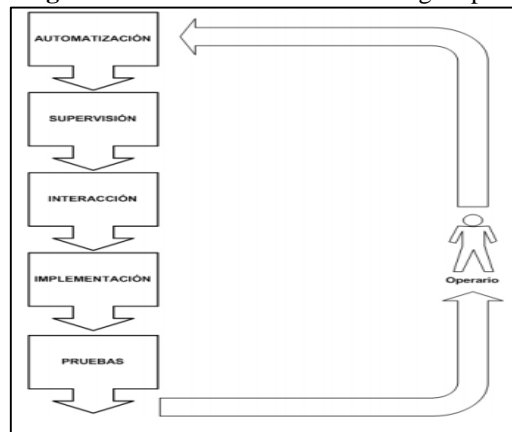 AUTOMATIZACIÓN
SUPERVISIÓN
INTERACCIÓN
IMPLEMENTACIÓN
Operario
PRUEBAS